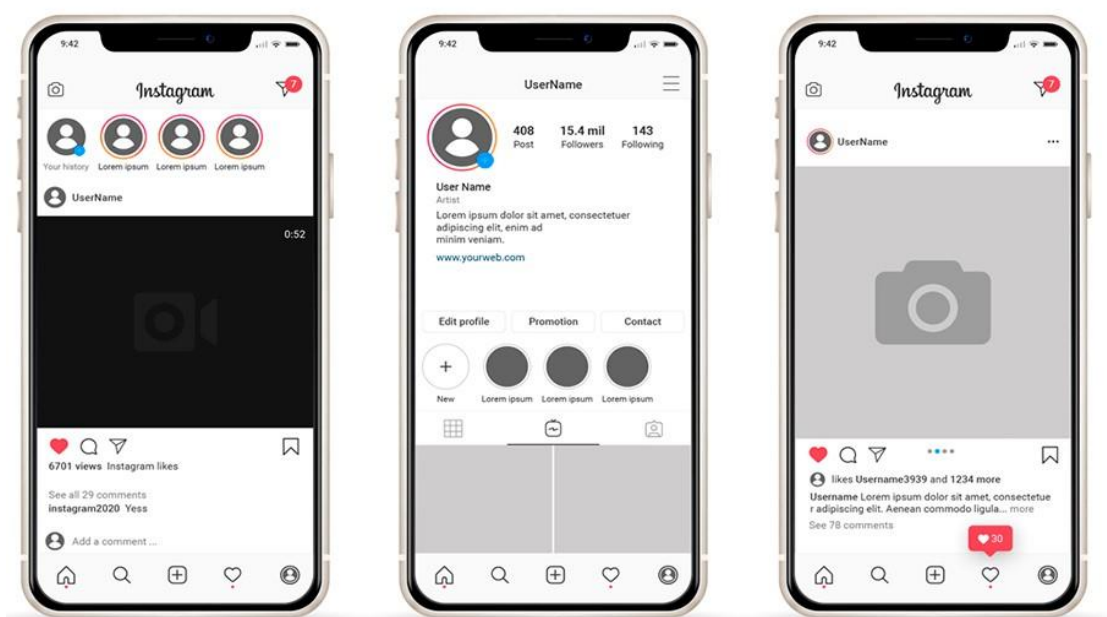 9:42
Instagram
7
Your history Lorem ipsum Lorem ipsum Lorem ipsum
UserName
0:52
6701 views Instagram likes
See all 29 comments
instagram2020 Yess
Add a comment ...
9:42
UserName
408 15.4 mil 143
Post Followers Following
User Name
Artist
Lorem ipsum dolor sit amet, consectetuer
adipiscing elit, enim ad
minim veniam.
www.yourweb.com
Edit profile Promotion Contact
New Lorem ipsum Lorem ipsum Lorem ipsum
9:42
Instagram
7
UserName
likes Username3939 and 1234 more
Username Lorem ipsum dolor sit amet, consectetue
r adipiscing elit. Aenean commodo ligula... more
See 78 comments
30